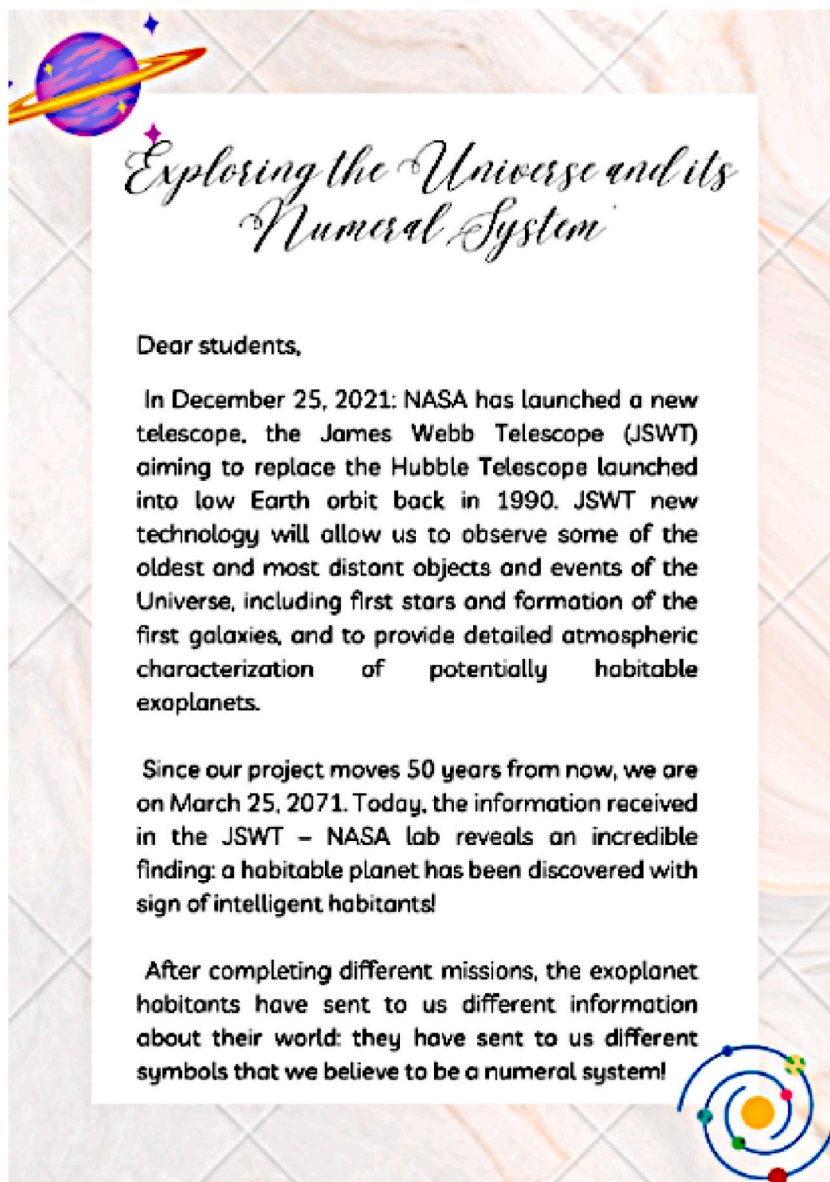 Exploring the Universe and its
Numeral System
Dear students,
In December 25, 2021: NASA has launched a new
telescope, the James Webb Telescope (JSWT)
aiming to replace the Hubble Telescope launched
into low Earth orbit back in 1990. JSWT new
technology will allow us to observe some of the
oldest and most distant objects and events of the
Universe, including first stars and formation of the
first galaxies, and to provide detailed atmospheric
characterization of potentially habitable
exoplanets.
Since our project moves 50 years from now, we are
on March 25, 2071. Today, the information received
in the JSWT – NASA lab reveals an incredible
finding: a habitable planet has been discovered with
sign of intelligent habitants!
After completing different missions, the exoplanet
habitants have sent to us different information
about their world: they have sent to us different
symbols that we believe to be a numeral system!